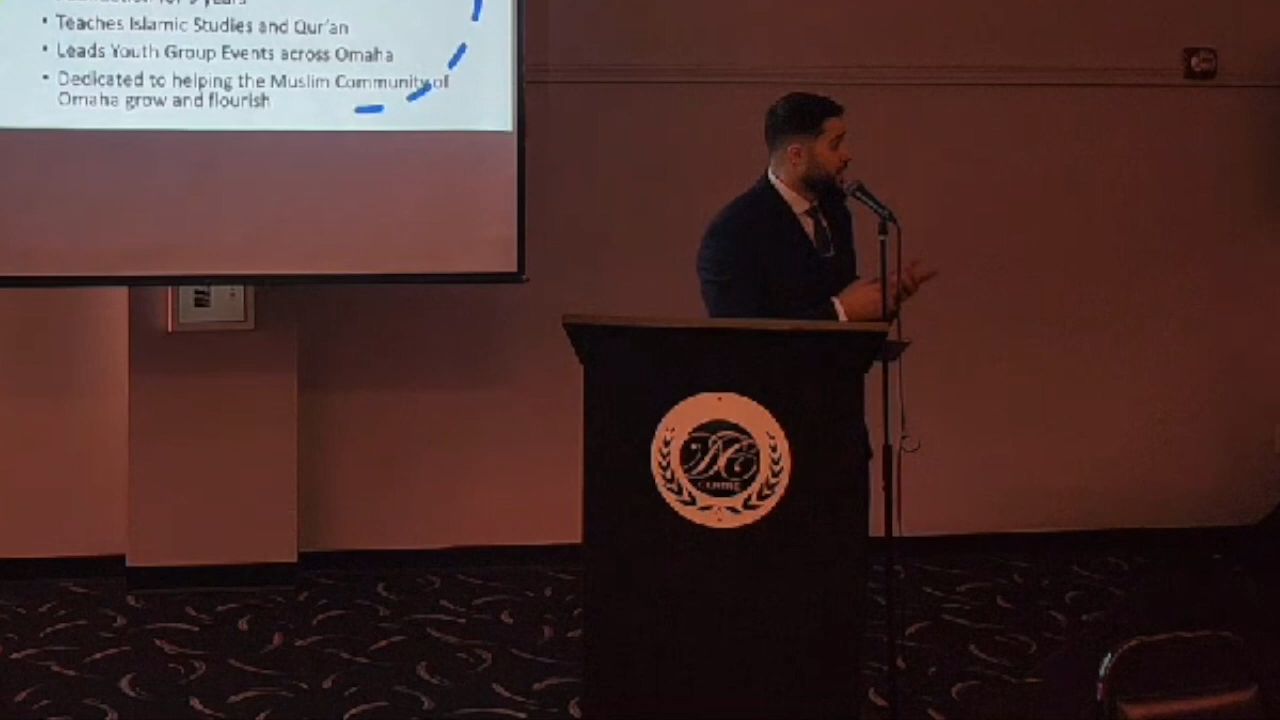 • Teaches Islamic Studies and Qur'an
• Leads Youth Group Events across Omaha
• Dedicated to helping the Muslim Community of
Omaha grow and flourish